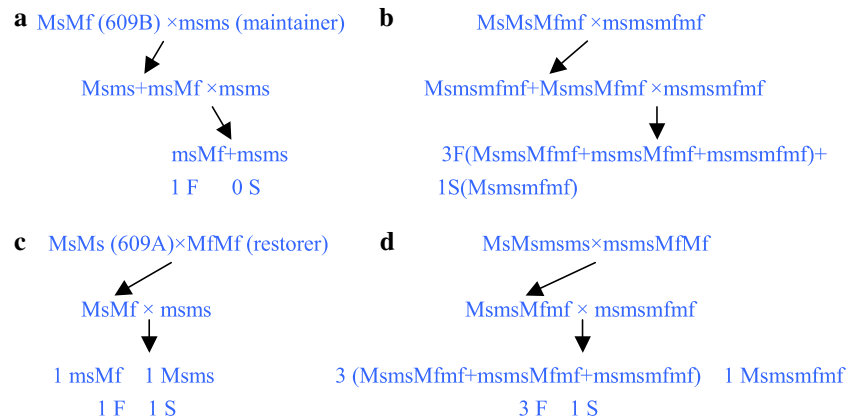 a MsMf (609B) ×msms (maintainer)
Msms+msMf ×msms
msMf+msms
1 F 0 S
b MsMsMfmf ×msmsmfmf
Msmsmfmf+MsmsMfmf ×msmsmfmf
3F(MsmsMfmf+msmsMfmf+msmsmfmf)+
1S(Msmsmfmf)
c MsMs (609A)×MfMf (restorer)
MsMf × msms
1 msMf 1 Msms
1 F 1 S
d MsMsmsms×msmsMfMf
MsmsMfmf × msmsmfmf
3 (MsmsMfmf+msmsMfmf+msmsmfmf) 1 Msmsmfmf
3 F 1 S